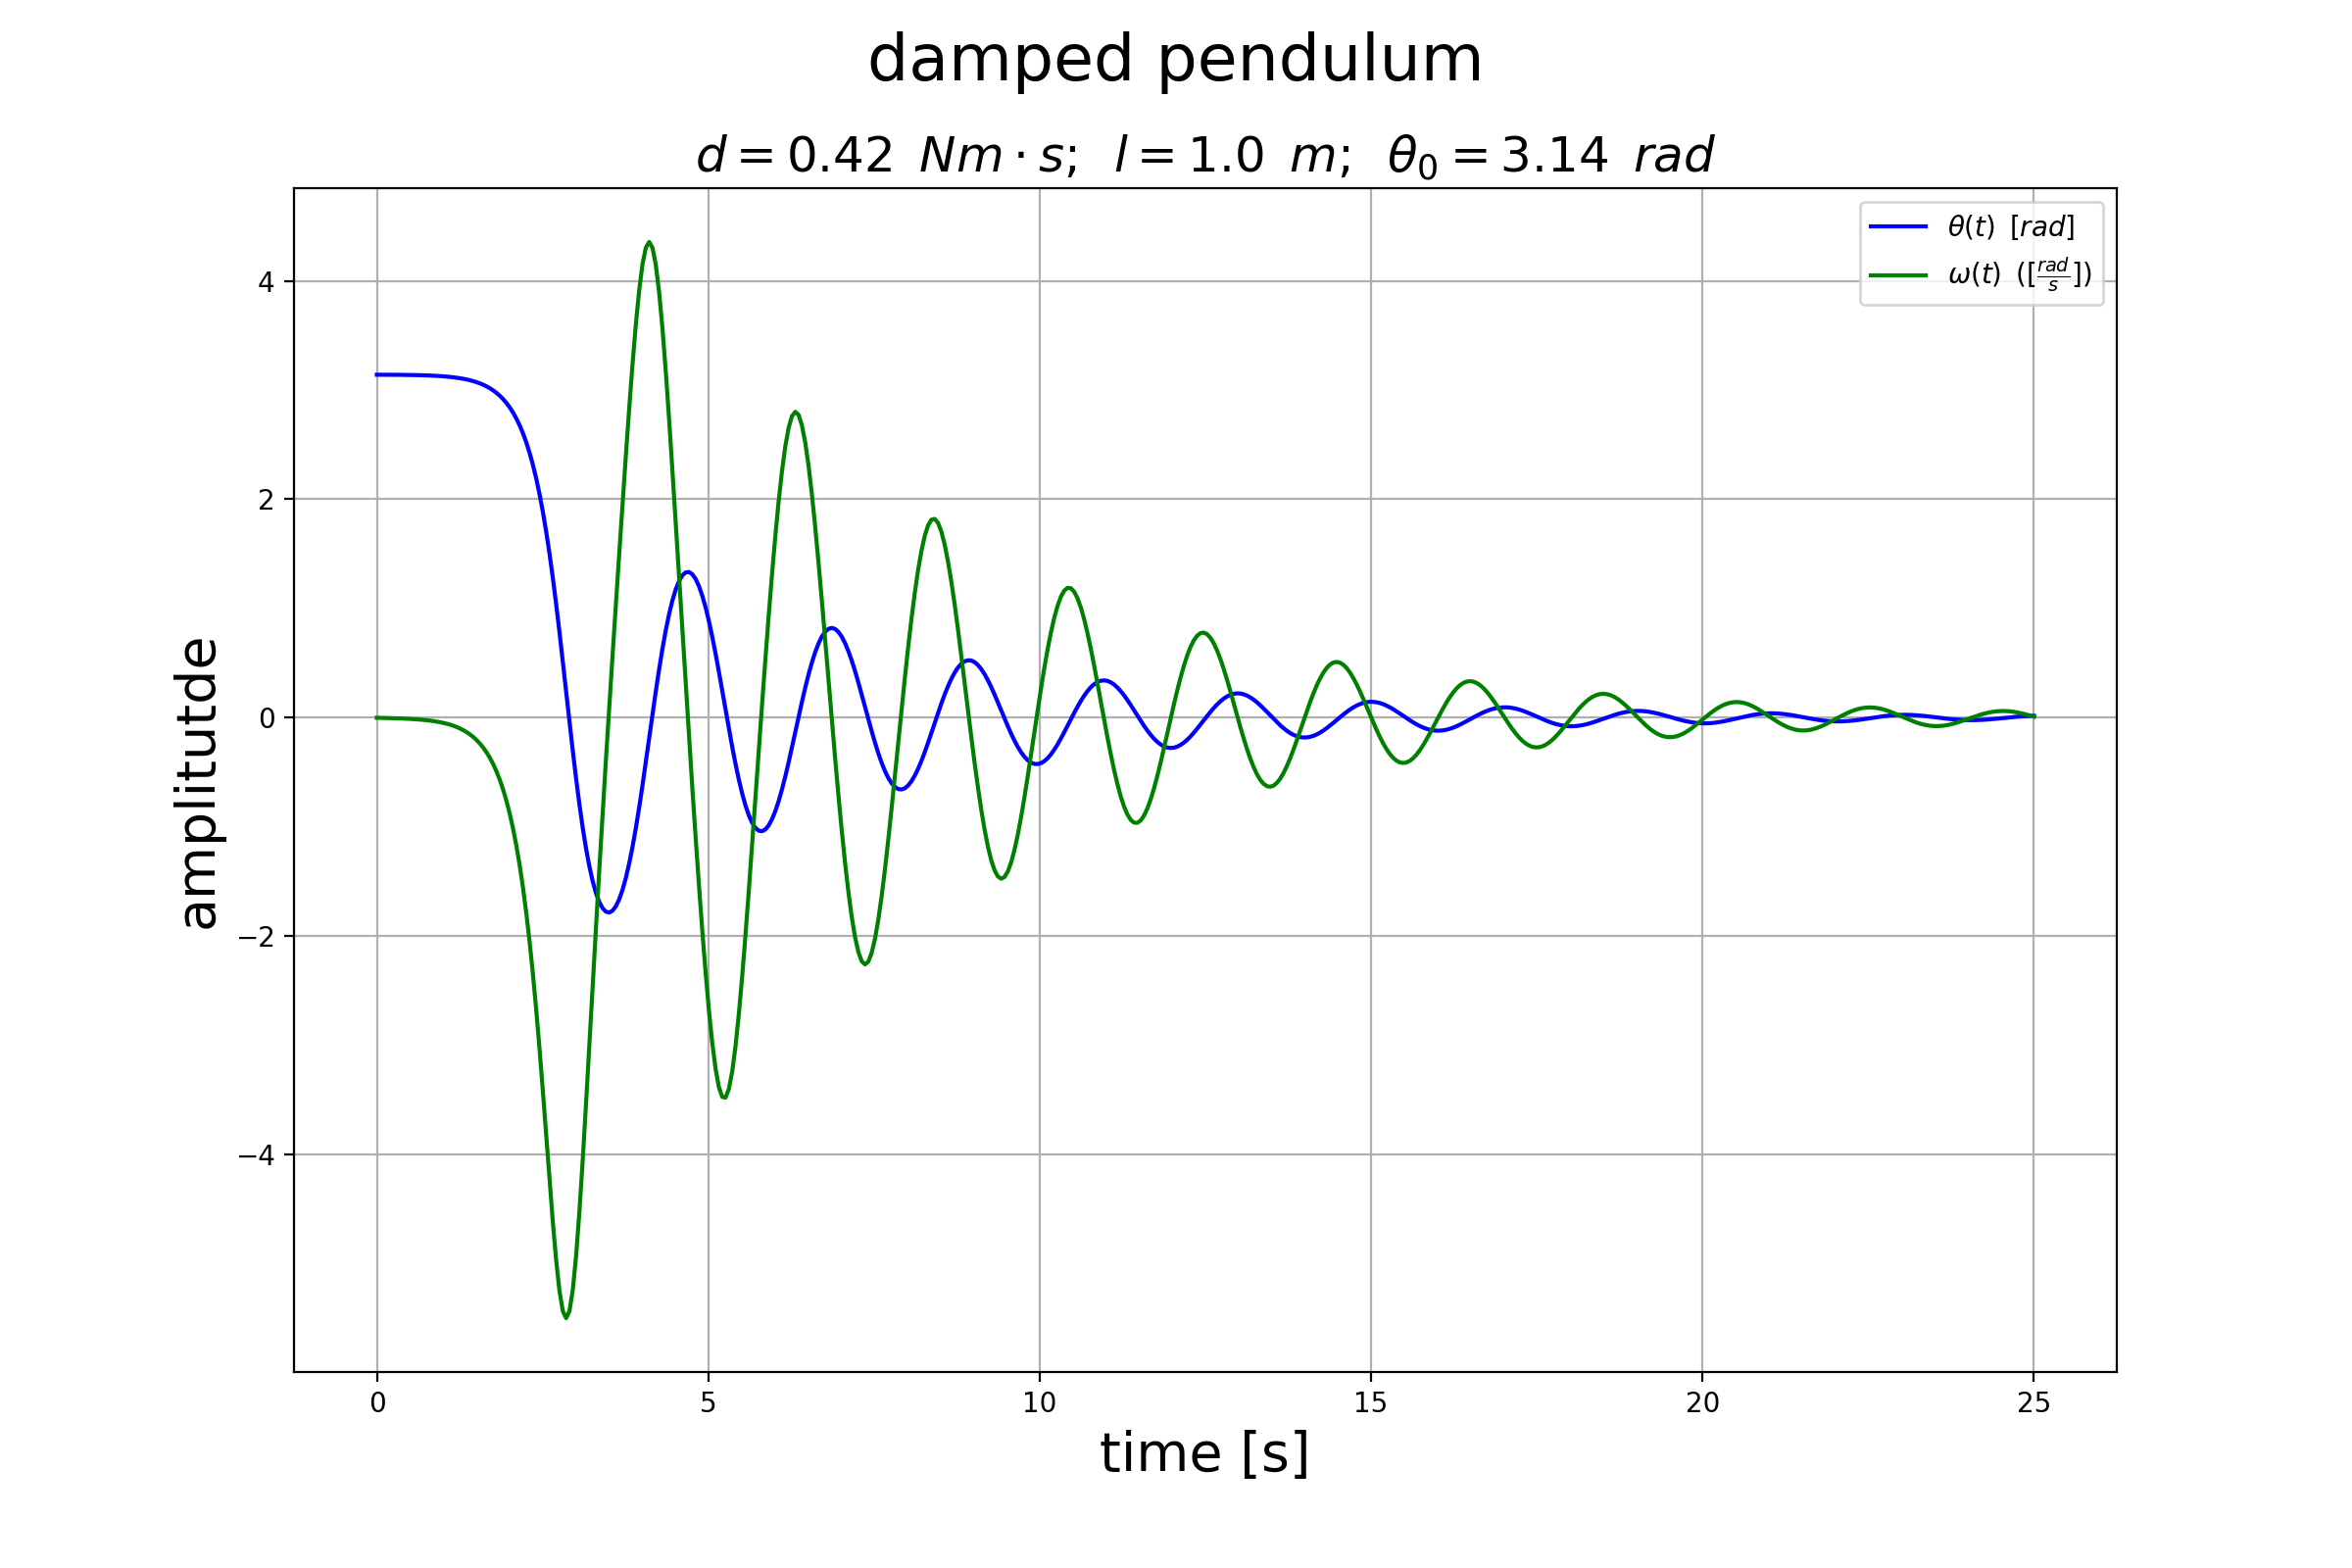 damped pendulum
d = 0.42 Nm · s; l = 1.0 m; θ₀ = 3.14 rad
θ(t) [rad]
ω(t) ([rad/s])
4
2
0
−2
−4
amplitutde
0 5 10 15 20 25
time [s]